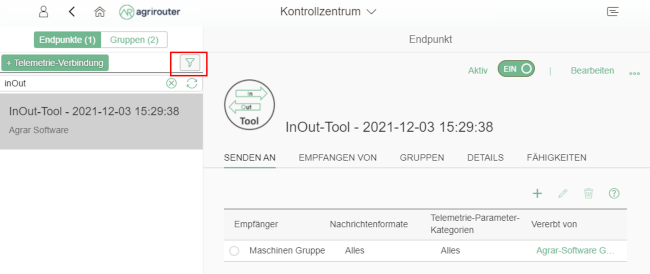 agrirouter
Kontrollzentrum
Endpunkte (1) Gruppen (2)
+ Telemetrie-Verbindung
inOut
InOut-Tool - 2021-12-03 15:29:38
Agrar Software
Endpunkt
Aktiv EIN | Bearbeiten ...
In
Out
Tool
InOut-Tool - 2021-12-03 15:29:38
SENDEN AN EMPFANGEN VON GRUPPEN DETAILS FÄHIGKEITEN
Empfänger Nachrichtenformate Telemetrie-Parameter-Kategorien Vererbt von
Maschinen Gruppe Alles Alles Agrar-Software G...